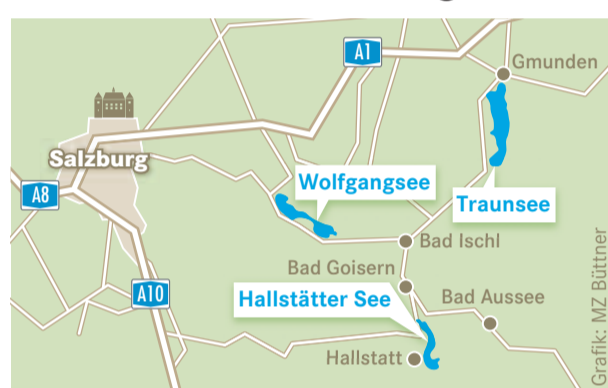 A1
Gmunden
Salzburg
Wolfgangsee
Traunsee
A8
Bad Ischl
Bad Goisern
A10
Hallstätter See
Bad Aussee
Hallstatt
Grafik: MZ Büttner